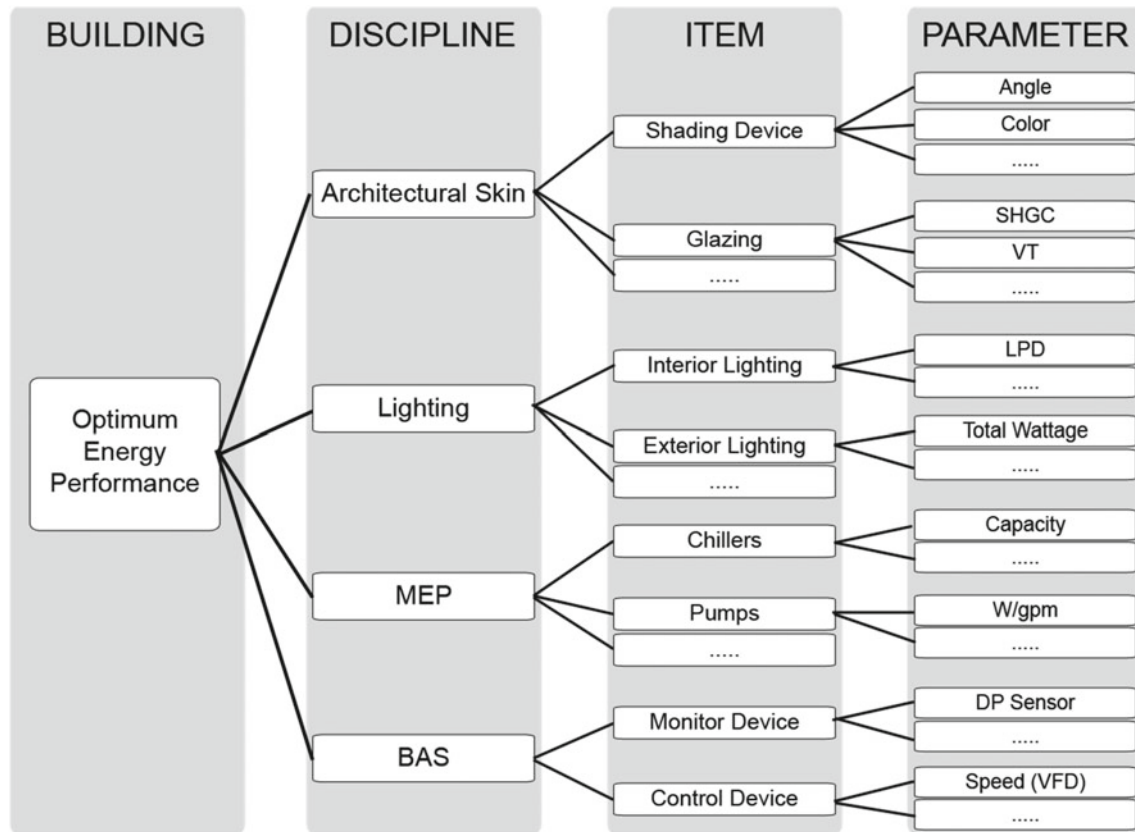 BUILDING
DISCIPLINE
ITEM
PARAMETER
Optimum
Energy
Performance
Architectural Skin
Lighting
MEP
BAS
Shading Device
Glazing
.....
Interior Lighting
Exterior Lighting
.....
Chillers
Pumps
.....
Monitor Device
Control Device
Angle
Color
.....
SHGC
VT
.....
LPD
.....
Total Wattage
.....
Capacity
.....
W/gpm
.....
DP Sensor
.....
Speed (VFD)
.....